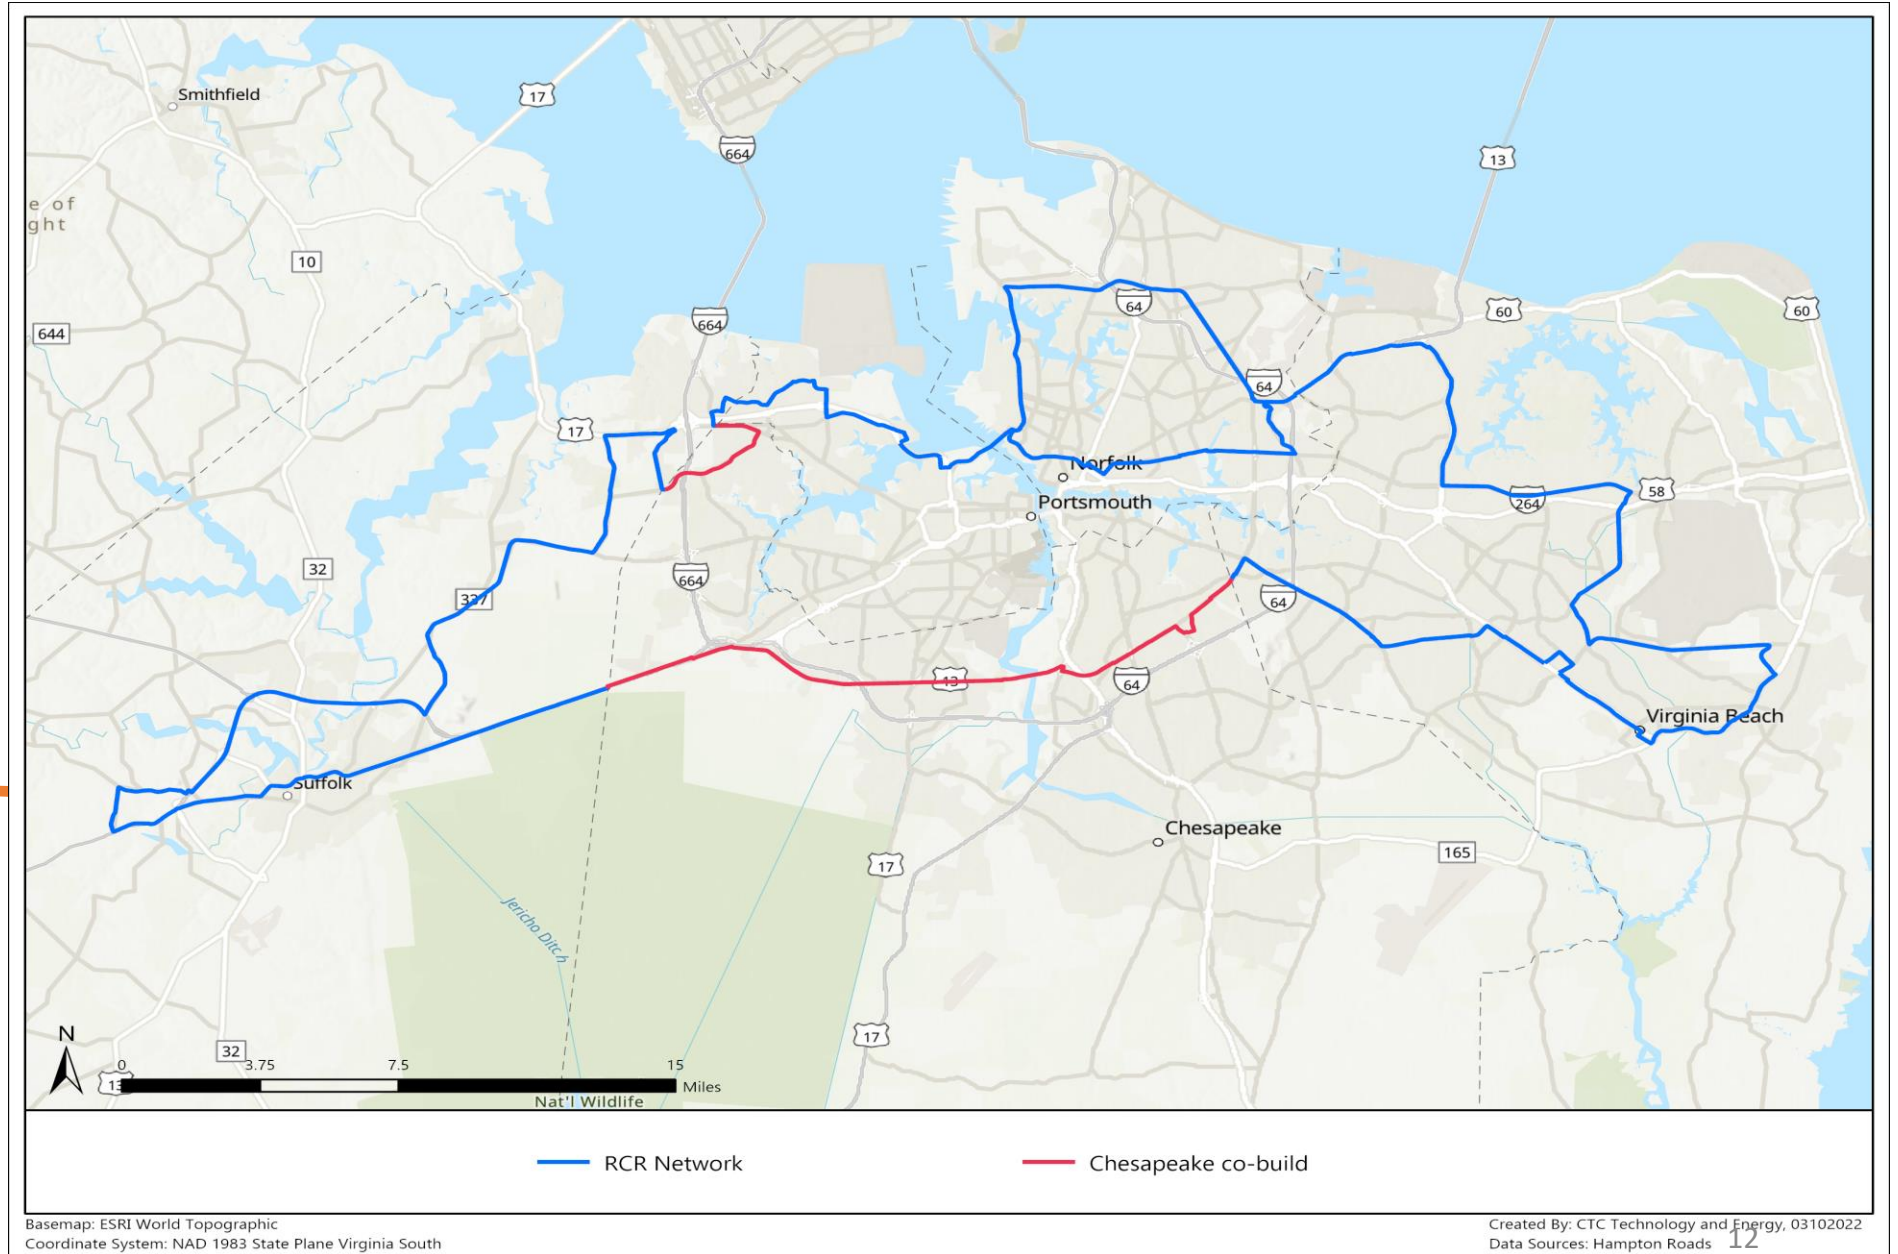 Smithfield
17
664
13
e of
ght
10
644
664
64
60
60
64
17
Norfolk
58
264
Portsmouth
32
337
664
64
13
64
Virginia Beach
Suffolk
Chesapeake
165
17
Jericho Ditch
17
N
32
0 3.75 7.5 15
13
Miles
Nat'l Wildlife
RCR Network
Chesapeake co-build
Basemap: ESRI World Topographic
Coordinate System: NAD 1983 State Plane Virginia South
Created By: CTC Technology and Energy, 03102022
Data Sources: Hampton Roads
12